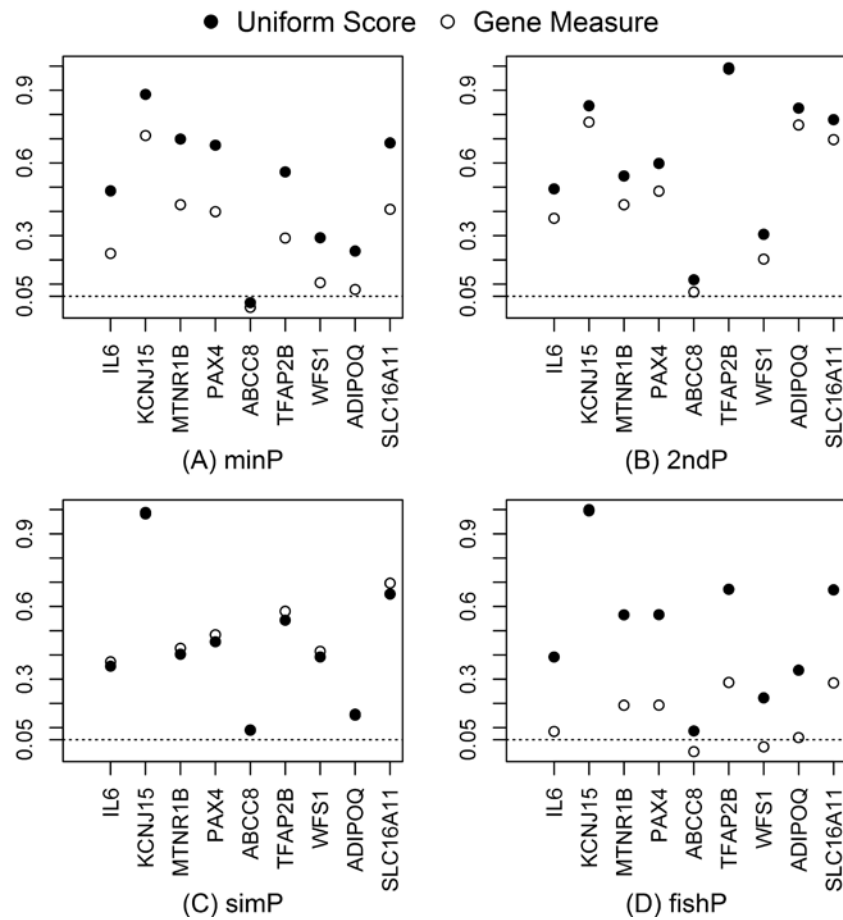 ● Uniform Score ○ Gene Measure
0.9
0.6
0.3
0.05
IL6
KCNJ15
MTNR1B
PAX4
ABCC8
TFAP2B
WFS1
ADIPOQ
SLC16A11
(A) minP
0.9
0.6
0.3
0.05
IL6
KCNJ15
MTNR1B
PAX4
ABCC8
TFAP2B
WFS1
ADIPOQ
SLC16A11
(B) 2ndP
0.9
0.6
0.3
0.05
IL6
KCNJ15
MTNR1B
PAX4
ABCC8
TFAP2B
WFS1
ADIPOQ
SLC16A11
(C) simP
0.9
0.6
0.3
0.05
IL6
KCNJ15
MTNR1B
PAX4
ABCC8
TFAP2B
WFS1
ADIPOQ
SLC16A11
(D) fishP